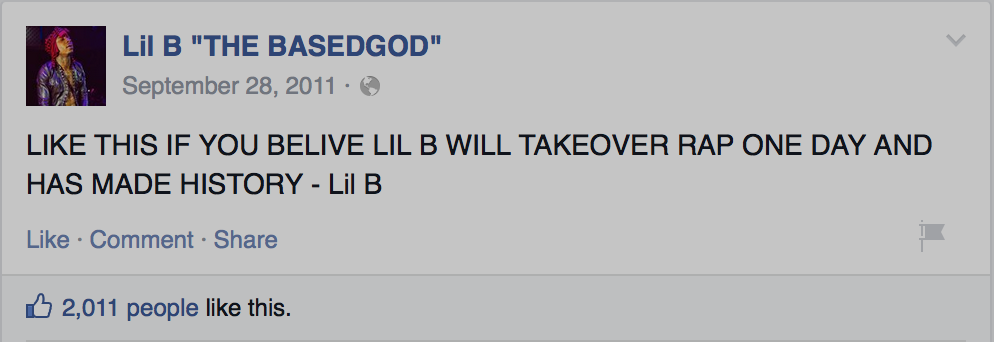 Lil B "THE BASEDGOD"
September 28, 2011 ·
LIKE THIS IF YOU BELIVE LIL B WILL TAKEOVER RAP ONE DAY AND
HAS MADE HISTORY - Lil B
Like · Comment · Share
2,011 people like this.